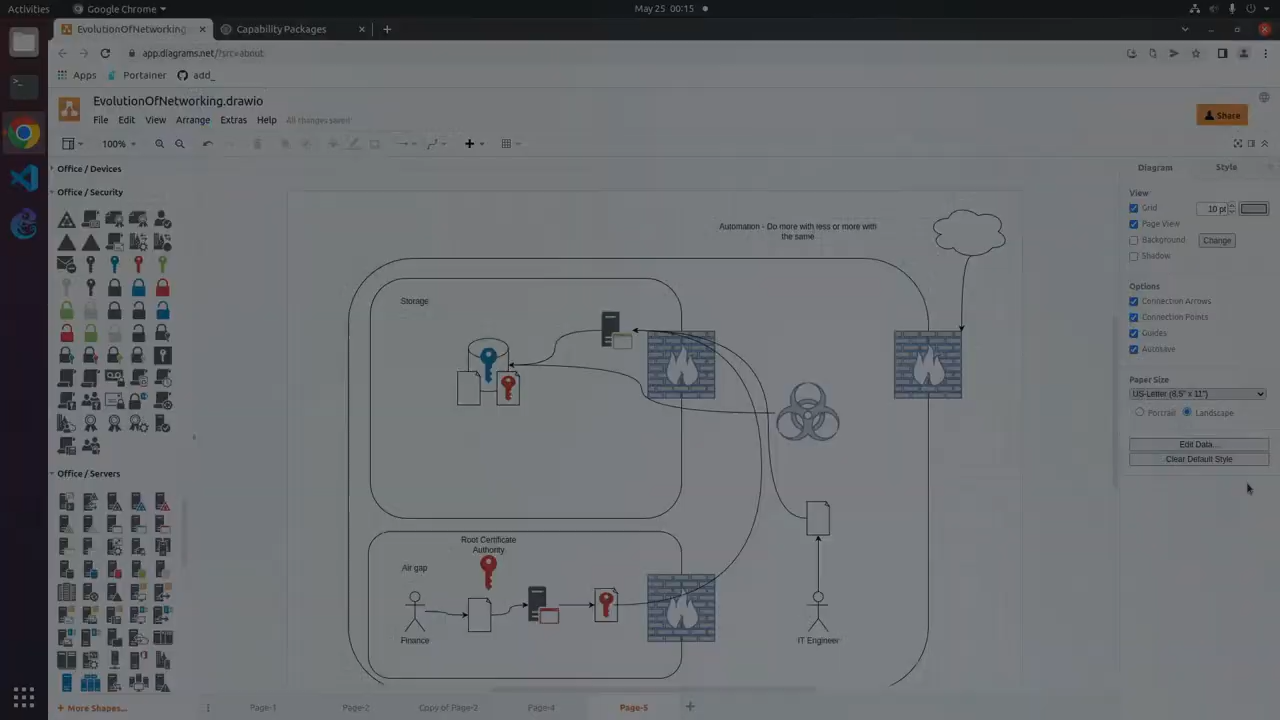 Activities
Google Chrome
May 25 00:15
EvolutionOfNetworking
Capability Packages
app.diagrams.net/?src=about
Apps
Portainer
add_
EvolutionOfNetworking.drawio
File Edit View Arrange Extras Help All changes saved
Share
100%
Office / Devices
Office / Security
Office / Servers
More Shapes...
Automation - Do more with less or more with
the same
Storage
Root Certificate
Authority
Air gap
Finance
IT Engineer
Diagram Style
View
Grid 10 pt
Page View
Background Change
Shadow
Options
Connection Arrows
Connection Points
Guides
Autosave
Paper Size
US-Letter (8,5" x 11")
Portrait Landscape
Edit Data...
Clear Default Style
Page-1 Page-2 Copy of Page-3 Page-4 Page-5